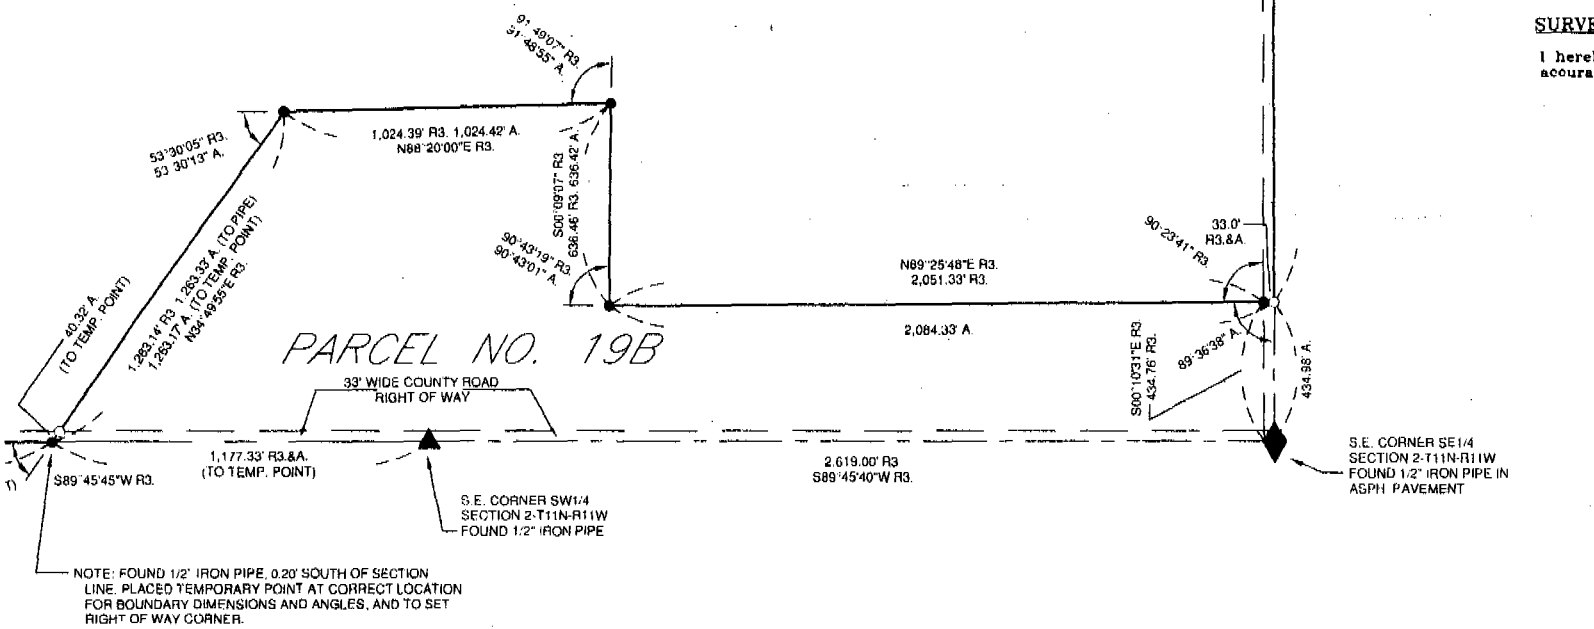 SURVE
I here
acoura
91°49'07" R3.
91°48'55" A.
53°30'05" R3.
53 30'13" A.
1,024.39' R3. 1,024.42' A.
N88°20'00"E R3.
S00°09'07" R3
636.46' R3. 636.42' A.
90°43'19" R3.
90°43'01" A.
1,263.14' R3 1,263.33' A. (TO PIPE)
1,263.17' A. (TO TEMP. POINT)
N34°49'55"E R3.
40.32' A.
(TO TEMP. POINT)
90°23'41" R3.
33.0'
R3.&A.
N89°25'48"E R3.
2,051.33' R3.
2,084.33' A.
S00°10'31"E R3.
434.76' R3.
89°36'38" A.
434.98' A.
PARCEL NO. 19B
33' WIDE COUNTY ROAD
RIGHT OF WAY
1,177.33' R3.&A.
(TO TEMP. POINT)
S89°45'45"W R3.
T)
2.619.00' R3
S89°45'40"W R3.
S.E. CORNER SW1/4
SECTION 2-T11N-R11W
FOUND 1/2" IRON PIPE
S.E. CORNER SE1/4
SECTION 2-T11N-R11W
FOUND 1/2" IRON PIPE IN
ASPH PAVEMENT
NOTE: FOUND 1/2" IRON PIPE, 0.20' SOUTH OF SECTION
LINE. PLACED TEMPORARY POINT AT CORRECT LOCATION
FOR BOUNDARY DIMENSIONS AND ANGLES, AND TO SET
RIGHT OF WAY CORNER.